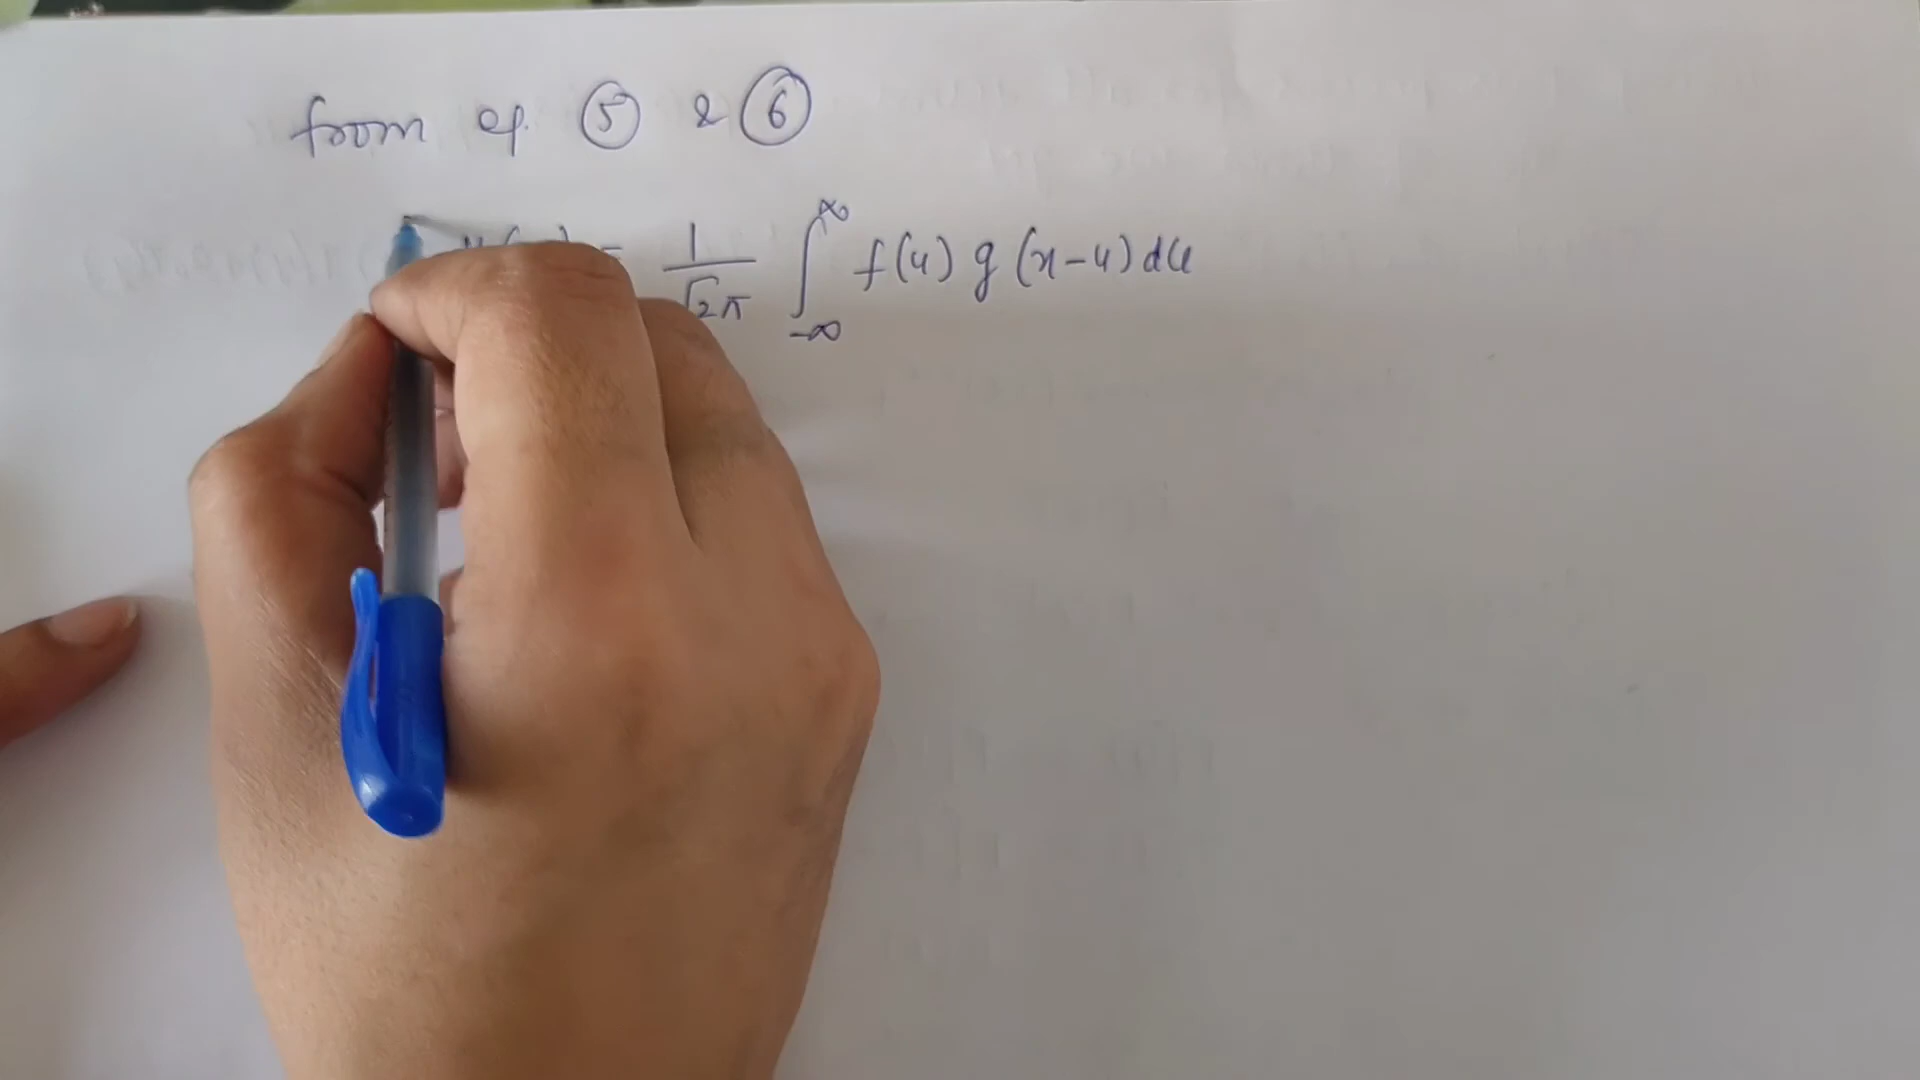 from eq. ⑤ & ⑥
= 1/√2π ∫_{-∞}^{∞} f(u) g(x-u) du